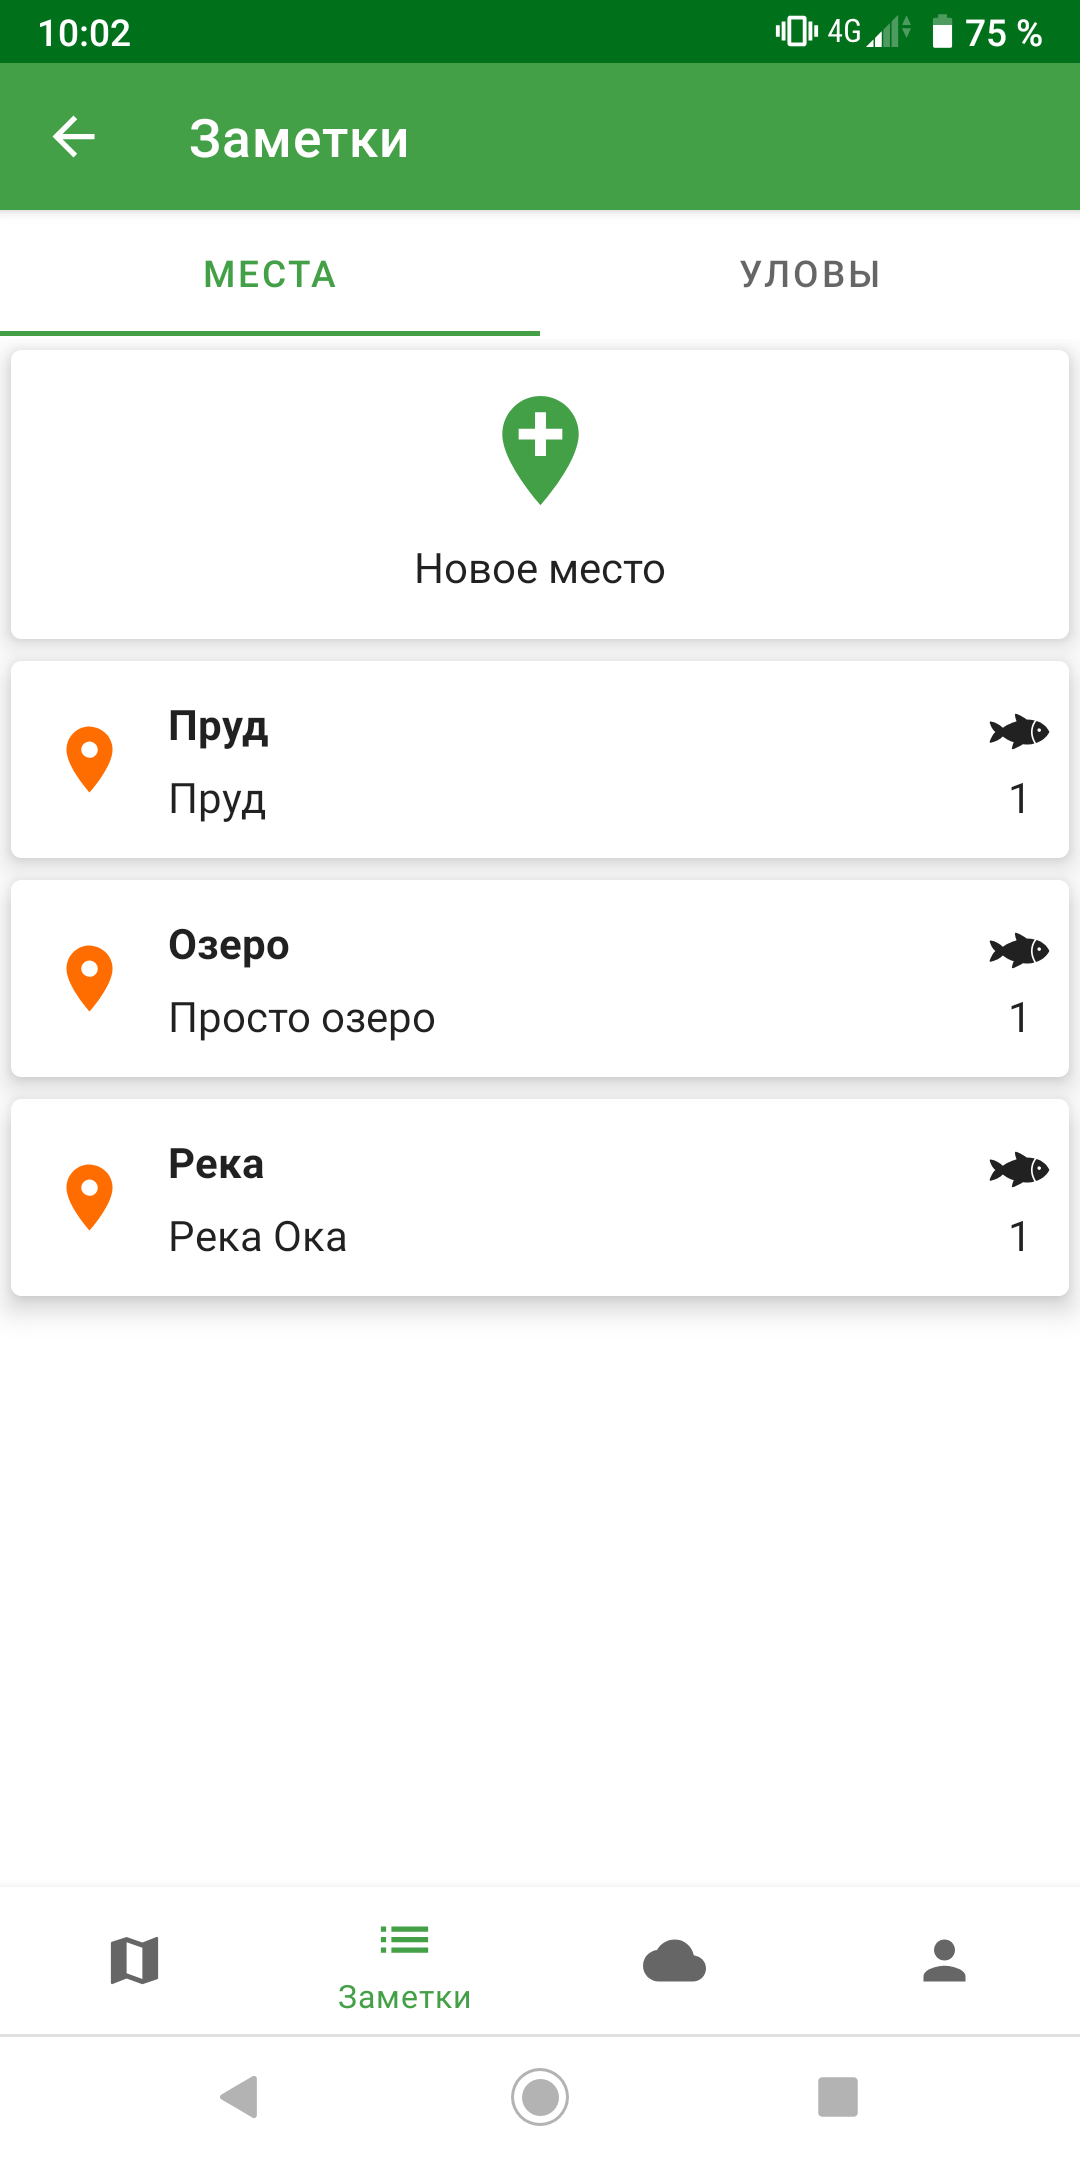 10:02
4G 75 %
Заметки
МЕСТА
УЛОВЫ
Новое место
Пруд
Пруд
1
Озеро
Просто озеро
1
Река
Река Ока
1
Заметки